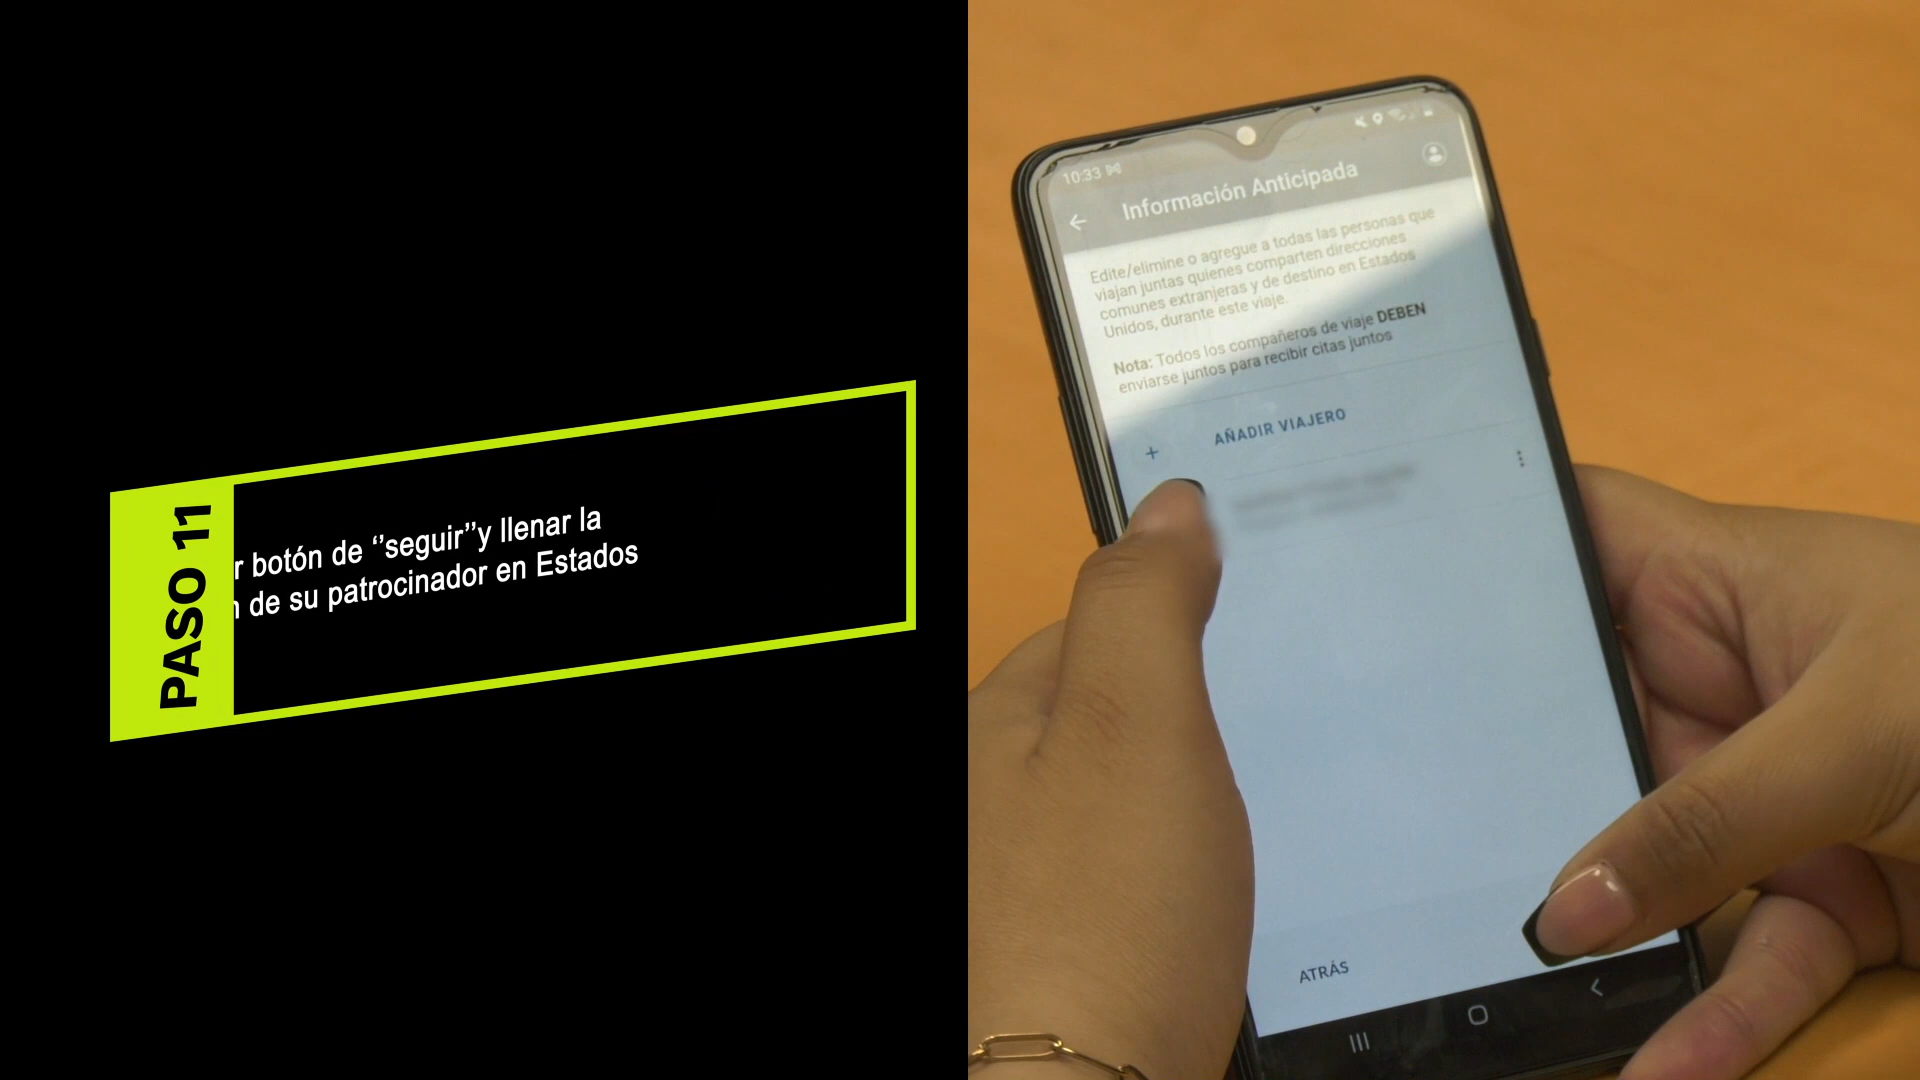 PASO 11
r botón de ‘’seguir’’y llenar la
de su patrocinador en Estados
10:33
Información Anticipada
Edite/elimine o agregue a todas las personas que
viajan juntas quienes comparten direcciones
comunes extranjeras y de destino en Estados
Unidos, durante este viaje.
Nota: Todos los compañeros de viaje DEBEN
enviarse juntos para recibir citas juntos
+ AÑADIR VIAJERO
ATRÁS